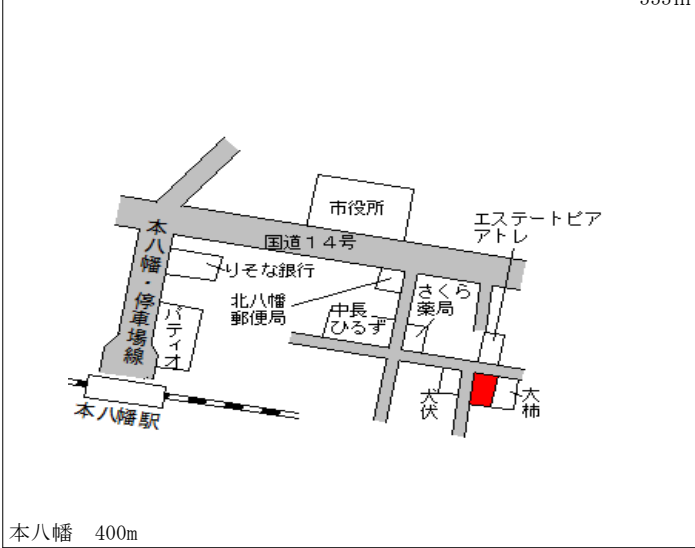 市役所
エステートピア
アトレ
国道１４号
本八幡・停車場線
りそな銀行
北八幡
郵便局
中長
ひるず
さくら
薬局
パティオ
犬伏
大柿
本八幡駅
本八幡　400m